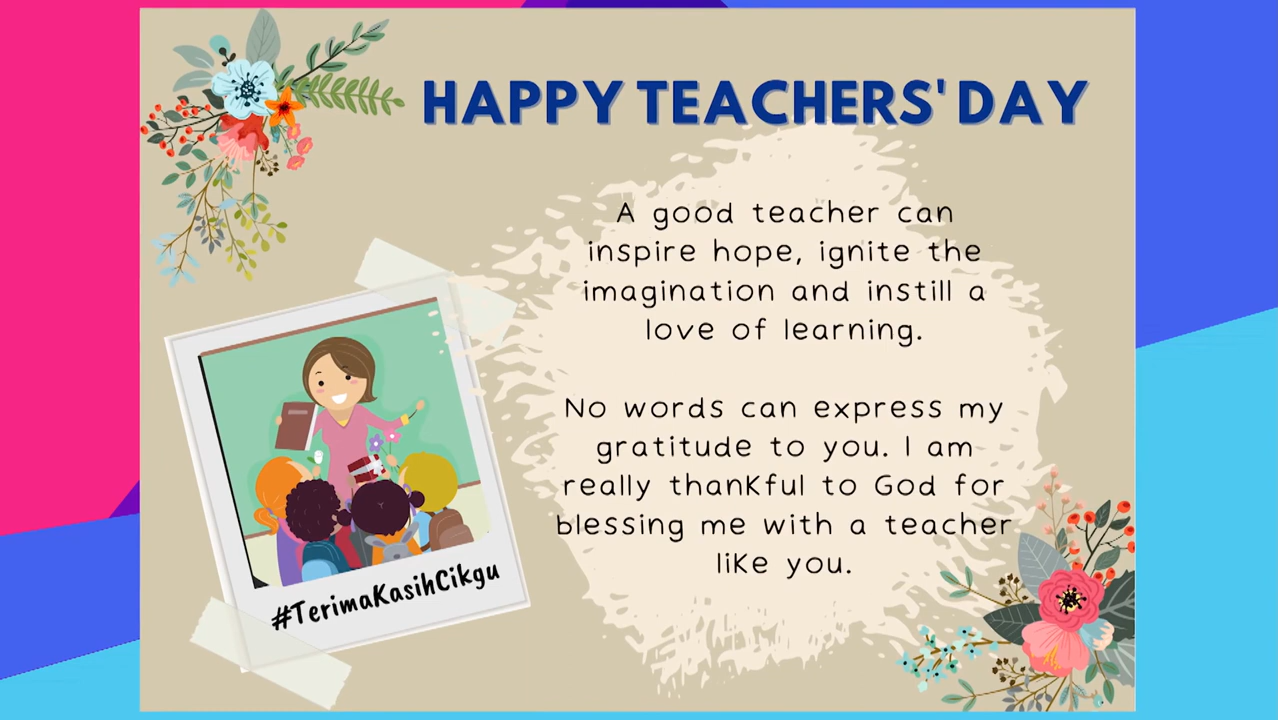 HAPPY TEACHERS' DAY
A good teacher can
inspire hope, ignite the
imagination and instill a
love of learning.
No words can express my
gratitude to you. I am
really thankful to God for
blessing me with a teacher
like you.
#TerimaKasihCikgu